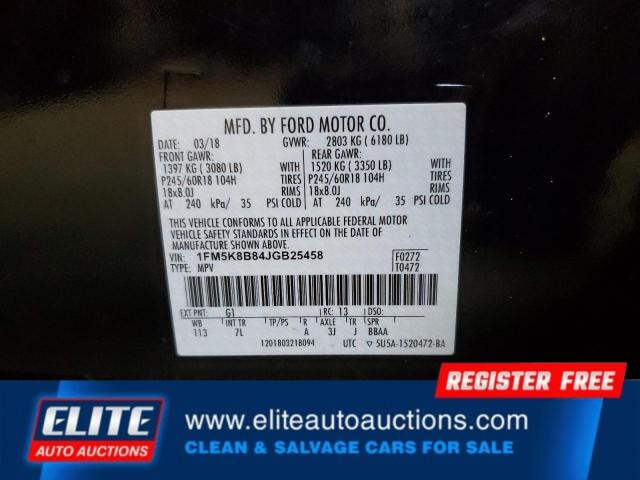 MFD. BY FORD MOTOR CO.
DATE: 03/18 GVWR: 2803 KG ( 6180 LB)
FRONT GAWR: REAR GAWR:
1397 KG ( 3080 LB) WITH 1520 KG ( 3350 LB) WITH
P245/60R18 104H TIRES P245/60R18 104H TIRES
18x8.0J RIMS 18x8.0J RIMS
AT 240 kPa/ 35 PSI COLD AT 240 kPa/ 35 PSI COLD
THIS VEHICLE CONFORMS TO ALL APPLICABLE FEDERAL MOTOR
VEHICLE SAFETY STANDARDS IN EFFECT ON THE DATE OF
MANUFACTURE SHOWN ABOVE.
VIN: 1FM5K8B84JGB25458 F0272
TYPE: MPV T0472
EXT PNT: G1 RC: 13 DSO:
WB INT TR TP/PS R AXLE TR SPR
113 7L A 3J J BBAA
1201803218094 UTC 5U5A-1520472-BA
REGISTER FREE
ELITE
AUTO AUCTIONS
www.eliteautoauctions.com
CLEAN & SALVAGE CARS FOR SALE